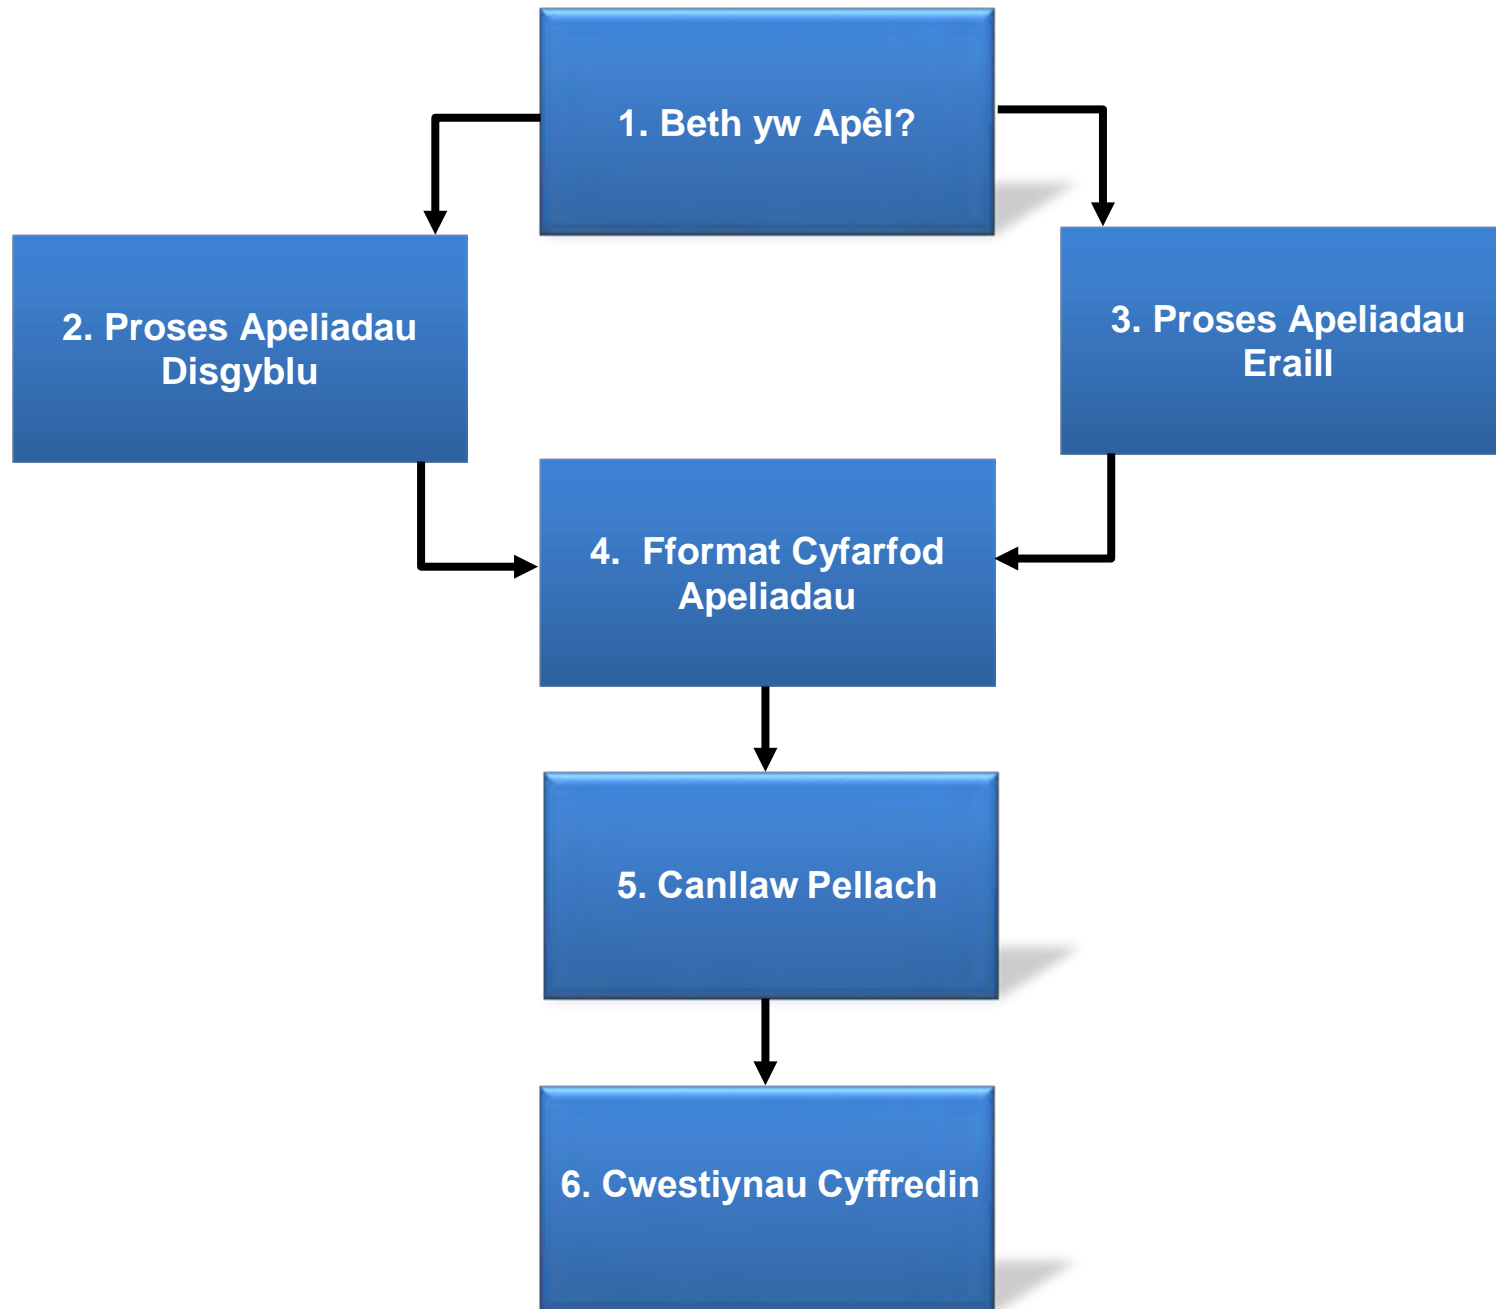 1. Beth yw Apêl?
2. Proses Apeliadau
Disgyblu
3. Proses Apeliadau
Eraill
4. Fformat Cyfarfod
Apeliadau
5. Canllaw Pellach
6. Cwestiynau Cyffredin